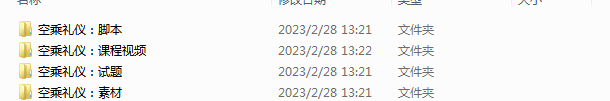 名称 修改日期 类型 大小
空乘礼仪：脚本 2023/2/28 13:21 文件夹
空乘礼仪：课程视频 2023/2/28 13:22 文件夹
空乘礼仪：试题 2023/2/28 13:21 文件夹
空乘礼仪：素材 2023/2/28 13:21 文件夹